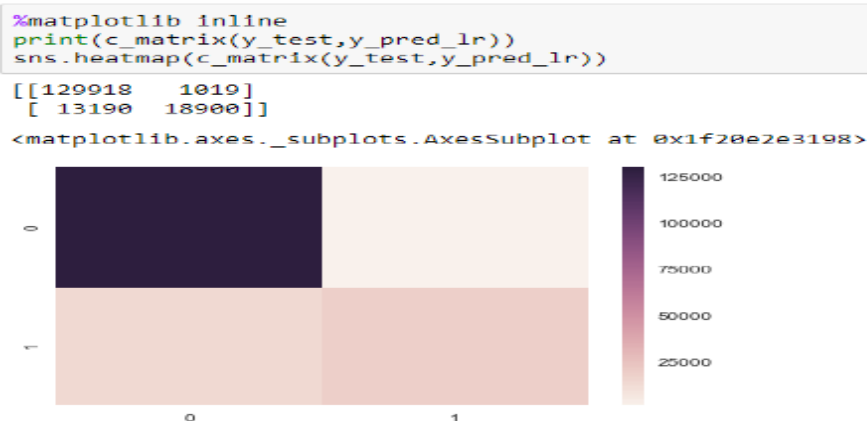 %matplotlib inline
print(c_matrix(y_test,y_pred_lr))
sns.heatmap(c_matrix(y_test,y_pred_lr))
[[129918 1019]
[ 13190 18900]]
<matplotlib.axes._subplots.AxesSubplot at 0x1f20e2e3198>
125000
100000
75000
50000
25000
0
1
0
1